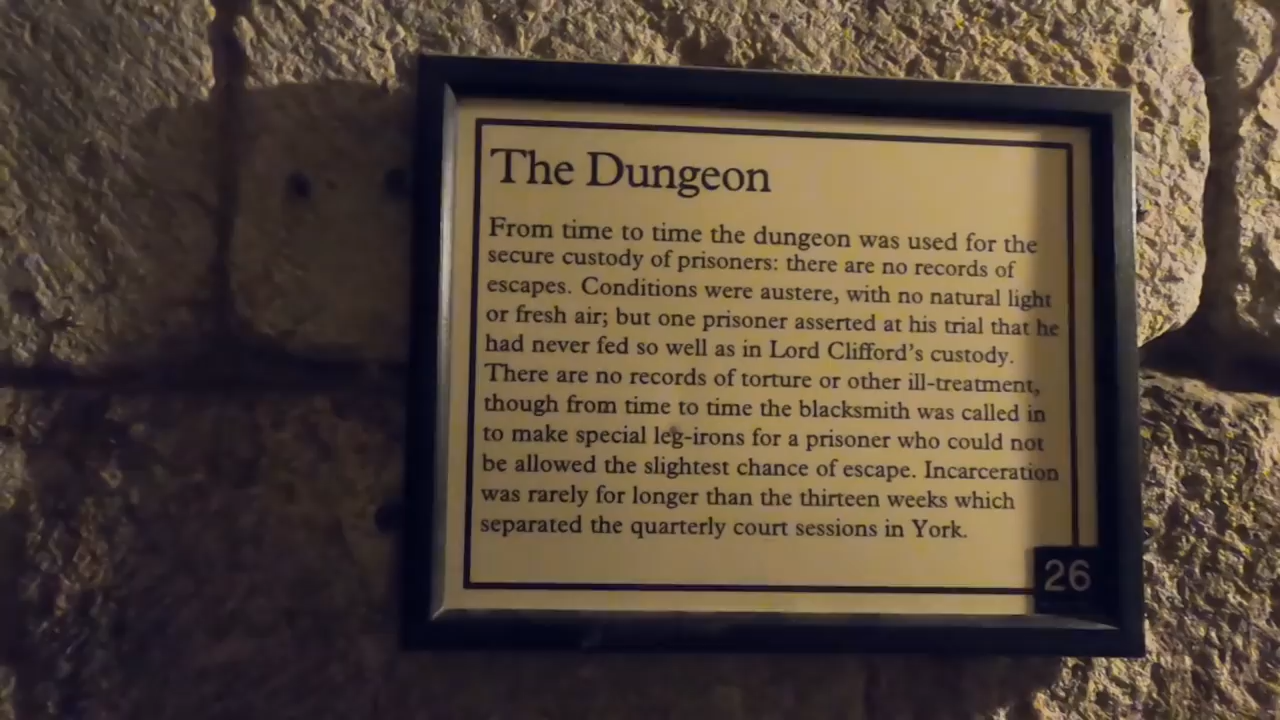 The Dungeon
From time to time the dungeon was used for the
secure custody of prisoners: there are no records of
escapes. Conditions were austere, with no natural light
or fresh air; but one prisoner asserted at his trial that he
had never fed so well as in Lord Clifford's custody.
There are no records of torture or other ill-treatment,
though from time to time the blacksmith was called in
to make special leg-irons for a prisoner who could not
be allowed the slightest chance of escape. Incarceration
was rarely for longer than the thirteen weeks which
separated the quarterly court sessions in York.
26